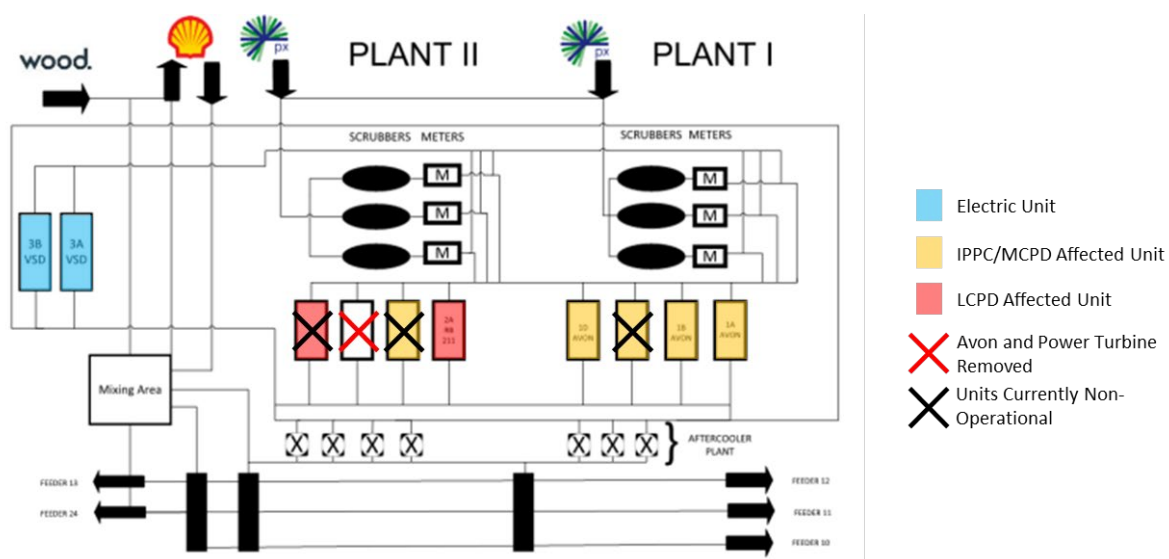 wood.
px
PLANT II
px
PLANT I
SCRUBBERS METERS
SCRUBBERS METERS
M
M
M
M
M
M
3B
VSD
3A
VSD
2A
RB
211
1D
AVON
1B
AVON
1A
AVON
Mixing Area
AFTERCOOLER
PLANT
FEEDER 13
FEEDER 24
FEEDER 12
FEEDER 11
FEEDER 10
Electric Unit
IPPC/MCPD Affected Unit
LCPD Affected Unit
Avon and Power Turbine
Removed
Units Currently Non-
Operational